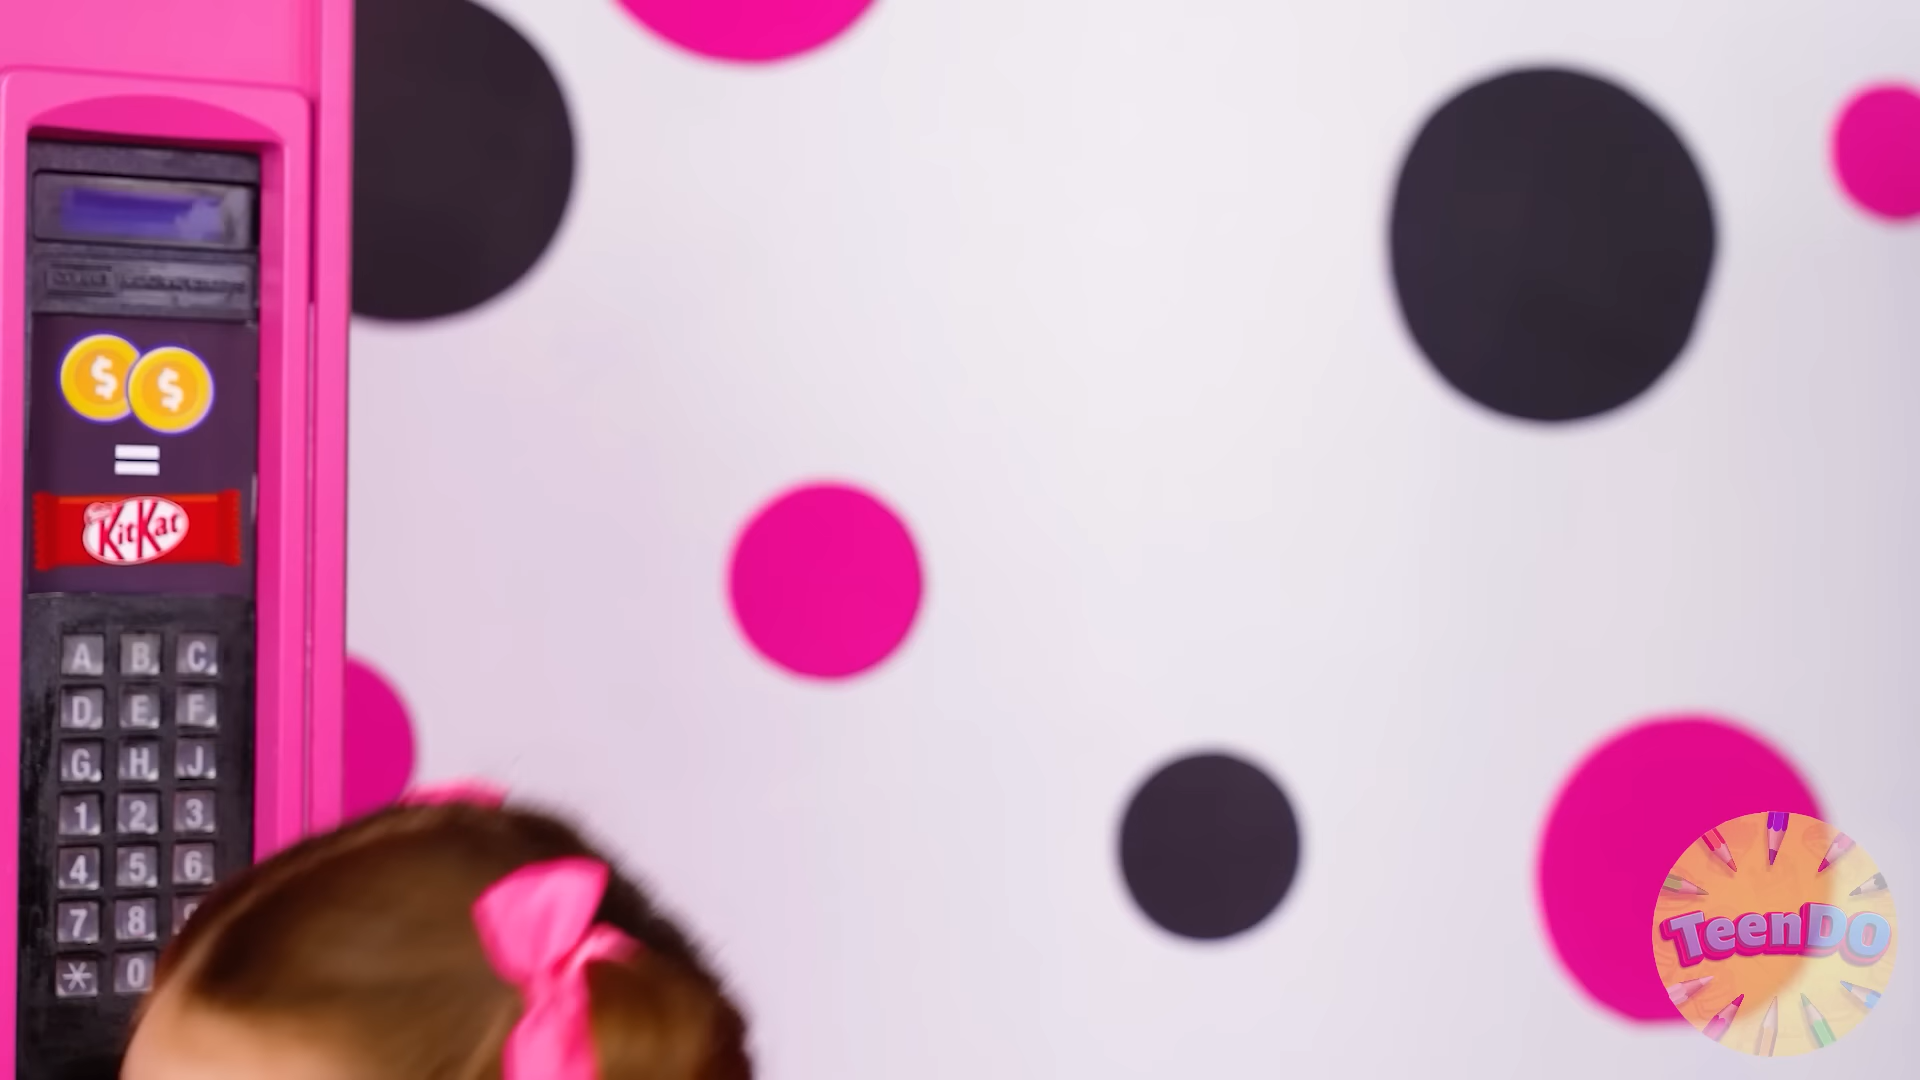 $ $
=
KitKat
A B C
D E F
G H J
1 2 3
4 5 6
7 8
* 0
TeenDO